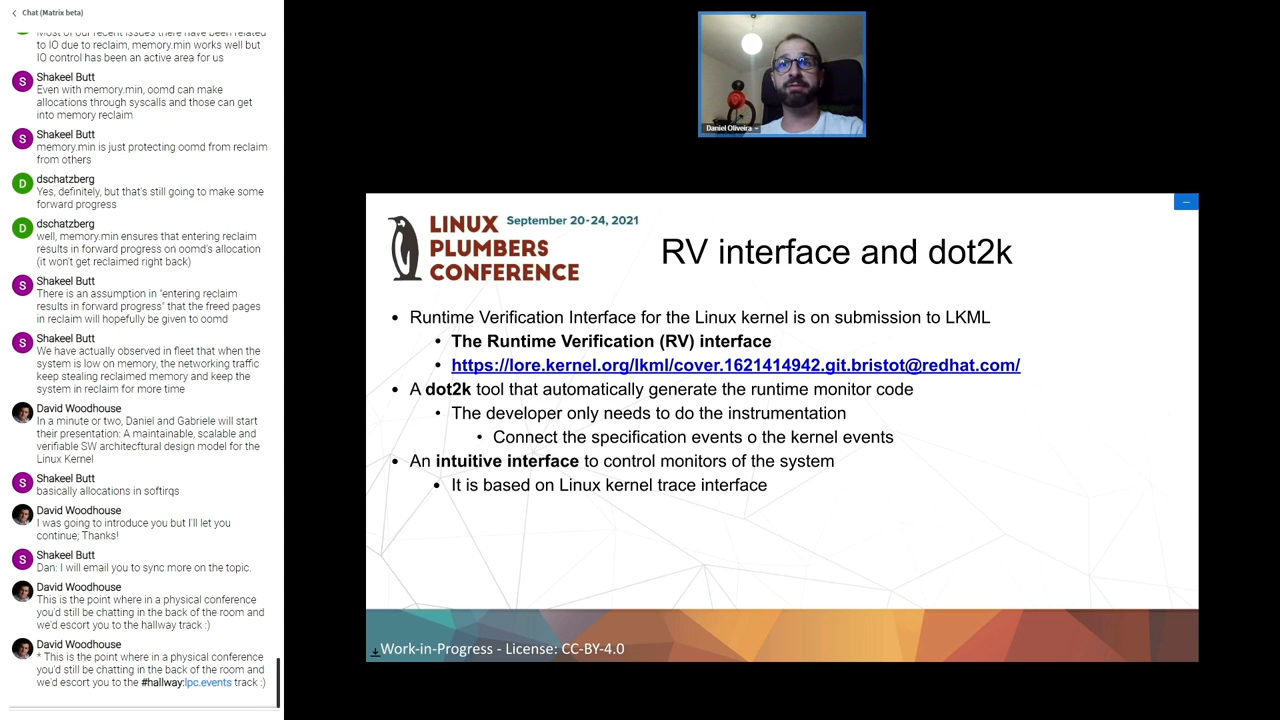 Chat (Matrix beta)
Most of our recent issues there have been related
to IO due to reclaim, memory.min works well but
IO control has been an active area for us
Shakeel Butt
Even with memory.min, oomd can make
allocations through syscalls and those can get
into memory reclaim
Shakeel Butt
memory.min is just protecting oomd from reclaim
from others
dschatzberg
Yes, definitely, but that's still going to make some
forward progress
dschatzberg
well, memory.min ensures that entering reclaim
results in forward progress on oomd's allocation
(it won't get reclaimed right back)
Shakeel Butt
There is an assumption in "entering reclaim
results in forward progress" that the freed pages
in reclaim will hopefully be given to oomd
Shakeel Butt
We have actually observed in fleet that when the
system is low on memory, the networking traffic
keep stealing reclaimed memory and keep the
system in reclaim for more time
David Woodhouse
In a minute or two, Daniel and Gabriele will start
their presentation: A maintainable, scalable and
verifiable SW architecftural design model for the
Linux Kernel
Shakeel Butt
basically allocations in softirqs
David Woodhouse
I was going to introduce you but I'll let you
continue; Thanks!
Shakeel Butt
Dan: I will email you to sync more on the topic.
David Woodhouse
This is the point where in a physical conference
you'd still be chatting in the back of the room and
we'd escort you to the hallway track :)
David Woodhouse
* This is the point where in a physical conference
you'd still be chatting in the back of the room and
we'd escort you to the #hallway:lpc.events track :)
Daniel Oliveira
LINUX September 20-24, 2021
PLUMBERS
CONFERENCE
RV interface and dot2k
• Runtime Verification Interface for the Linux kernel is on submission to LKML
• The Runtime Verification (RV) interface
• https://lore.kernel.org/lkml/cover.1621414942.git.bristot@redhat.com/
• A dot2k tool that automatically generate the runtime monitor code
• The developer only needs to do the instrumentation
• Connect the specification events o the kernel events
• An intuitive interface to control monitors of the system
• It is based on Linux kernel trace interface
Work-in-Progress - License: CC-BY-4.0